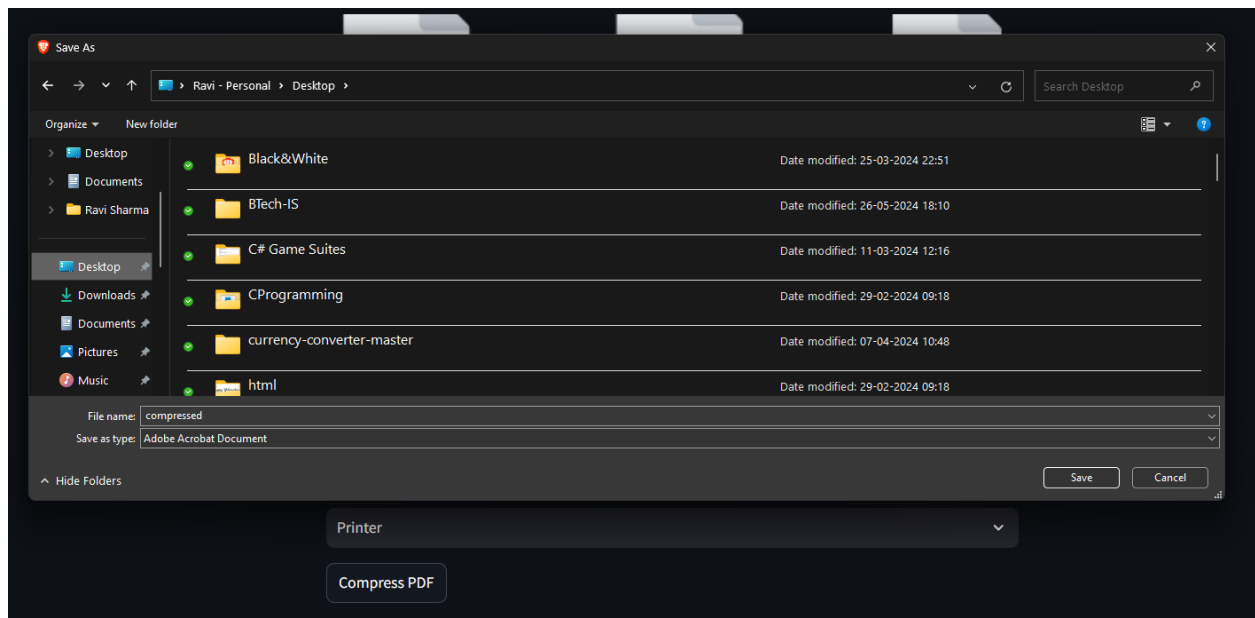 Save As
Ravi - Personal > Desktop >
Search Desktop
Organize
New folder
Desktop
Documents
Ravi Sharma
Desktop
Downloads
Documents
Pictures
Music
Black&White Date modified: 25-03-2024 22:51
BTech-IS Date modified: 26-05-2024 18:10
C# Game Suites Date modified: 11-03-2024 12:16
CProgramming Date modified: 29-02-2024 09:18
currency-converter-master Date modified: 07-04-2024 10:48
html Date modified: 29-02-2024 09:18
File name: compressed
Save as type: Adobe Acrobat Document
Hide Folders
Save Cancel
Printer
Compress PDF